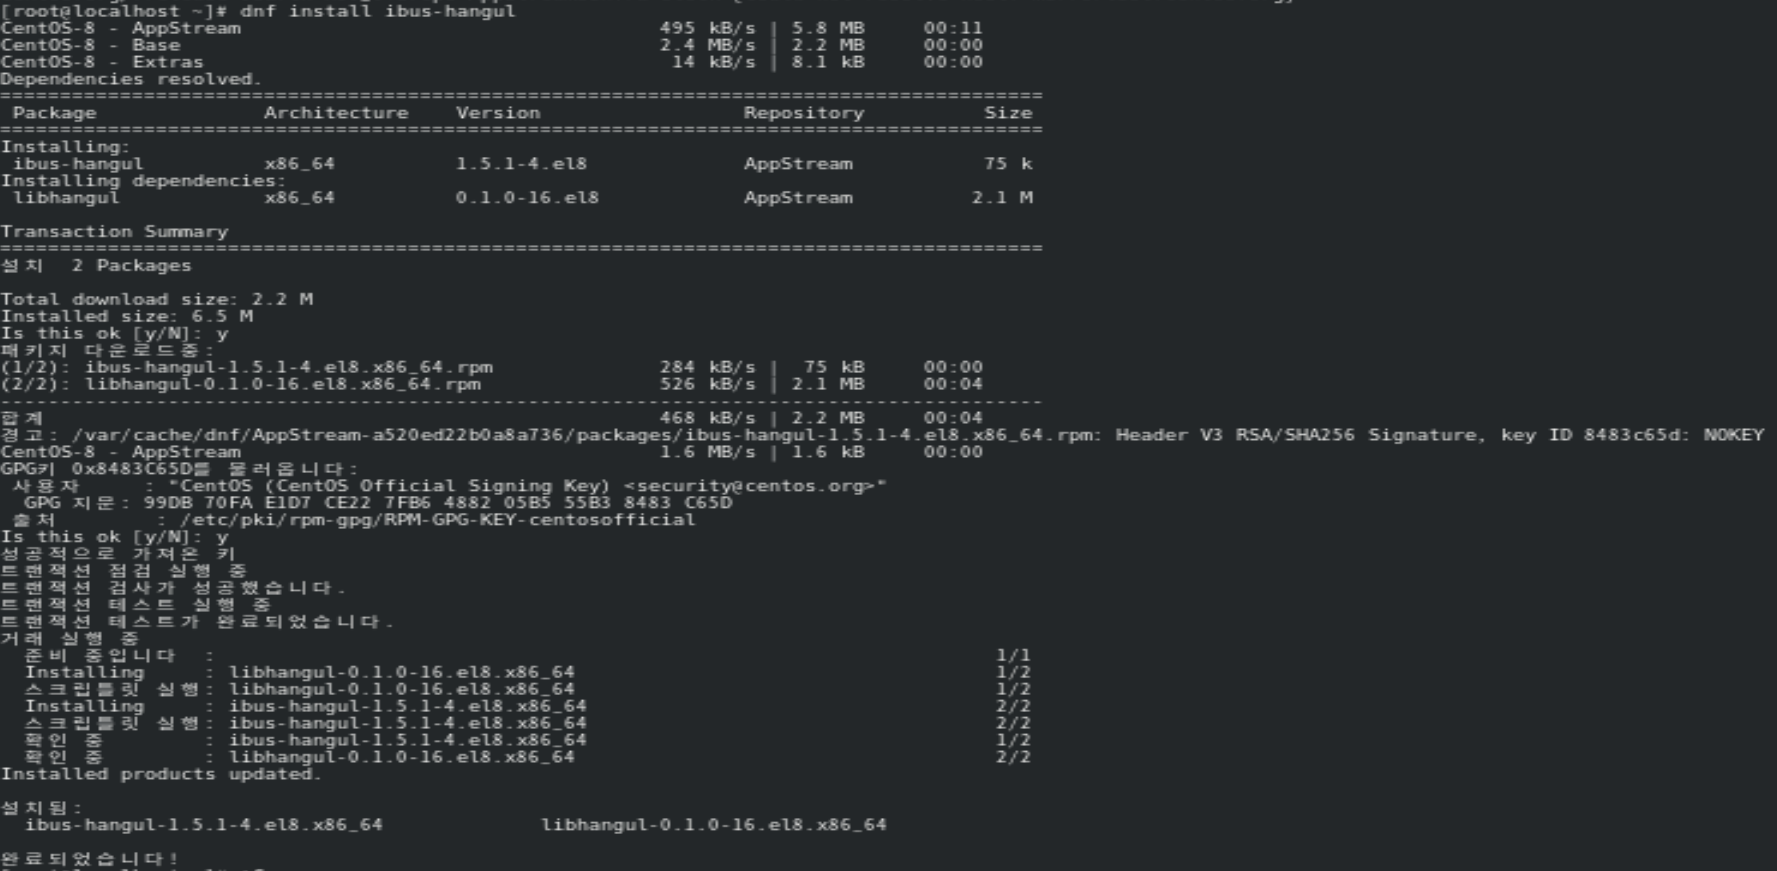 [root@localhost ~]# dnf install ibus-hangul
CentOS-8 - AppStream 495 kB/s | 5.8 MB 00:11
CentOS-8 - Base 2.4 MB/s | 2.2 MB 00:00
CentOS-8 - Extras 14 kB/s | 8.1 kB 00:00
Dependencies resolved.
================================================================================
Package Architecture Version Repository Size
================================================================================
Installing:
ibus-hangul x86_64 1.5.1-4.el8 AppStream 75 k
Installing dependencies:
libhangul x86_64 0.1.0-16.el8 AppStream 2.1 M
Transaction Summary
================================================================================
설치 2 Packages
Total download size: 2.2 M
Installed size: 6.5 M
Is this ok [y/N]: y
패키지 다운로드중:
(1/2): ibus-hangul-1.5.1-4.el8.x86_64.rpm 284 kB/s | 75 kB 00:00
(2/2): libhangul-0.1.0-16.el8.x86_64.rpm 526 kB/s | 2.1 MB 00:04
--------------------------------------------------------------------------------
합계 468 kB/s | 2.2 MB 00:04
경고: /var/cache/dnf/AppStream-a520ed22b0a8a736/packages/ibus-hangul-1.5.1-4.el8.x86_64.rpm: Header V3 RSA/SHA256 Signature, key ID 8483c65d: NOKEY
CentOS-8 - AppStream 1.6 MB/s | 1.6 kB 00:00
GPG키 0x8483C65D를 불러옵니다:
사용자 : "CentOS (CentOS Official Signing Key) <security@centos.org>"
GPG 지문: 99DB 70FA E1D7 CE22 7FB6 4882 05B5 55B3 8483 C65D
출처 : /etc/pki/rpm-gpg/RPM-GPG-KEY-centosofficial
Is this ok [y/N]: y
성공적으로 가져온 키
트랜잭션 점검 실행 중
트랜잭션 검사가 성공했습니다.
트랜잭션 테스트 실행 중
트랜잭션 테스트가 완료되었습니다.
거래 실행 중
준비 중입니다 : 1/1
Installing : libhangul-0.1.0-16.el8.x86_64 1/2
스크립틀릿 실행: libhangul-0.1.0-16.el8.x86_64 1/2
Installing : ibus-hangul-1.5.1-4.el8.x86_64 2/2
스크립틀릿 실행: ibus-hangul-1.5.1-4.el8.x86_64 2/2
확인 중 : ibus-hangul-1.5.1-4.el8.x86_64 1/2
확인 중 : libhangul-0.1.0-16.el8.x86_64 2/2
Installed products updated.
설치됨:
ibus-hangul-1.5.1-4.el8.x86_64 libhangul-0.1.0-16.el8.x86_64
완료되었습니다!